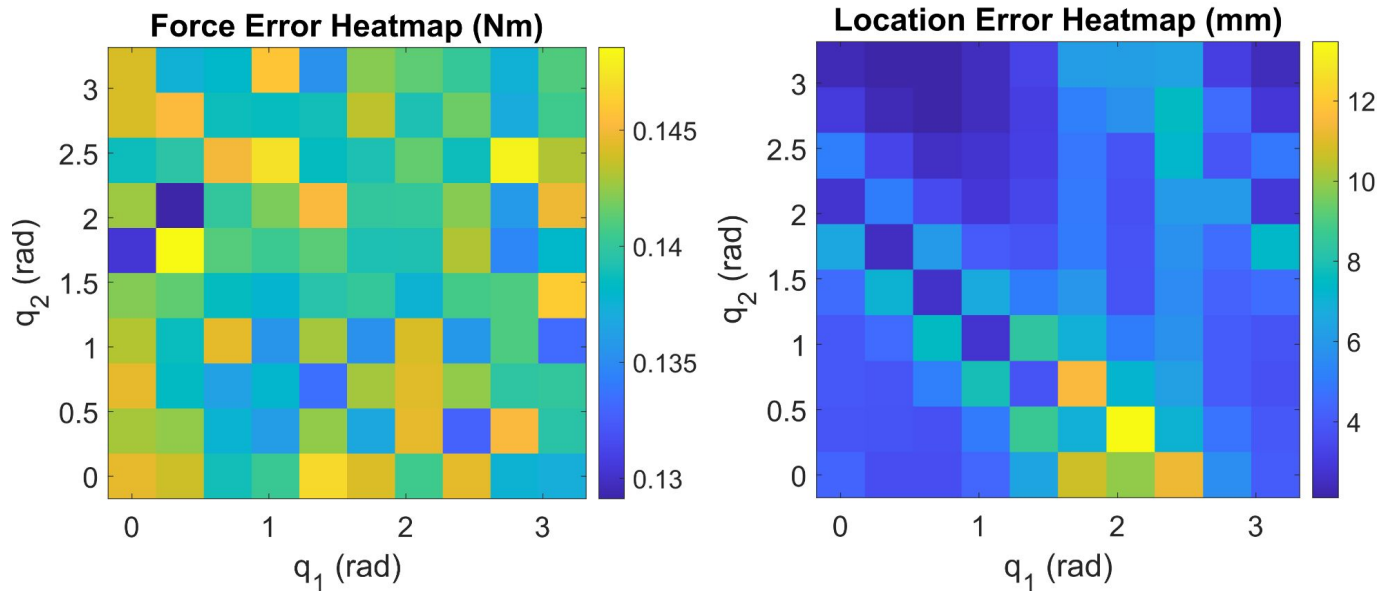 Force Error Heatmap (Nm)
3
2.5
2
1.5
1
0.5
0
q₂ (rad)
0 1 2 3
q₁ (rad)
0.145
0.14
0.135
0.13
Location Error Heatmap (mm)
3
2.5
2
1.5
1
0.5
0
q₂ (rad)
0 1 2 3
q₁ (rad)
12
10
8
6
4